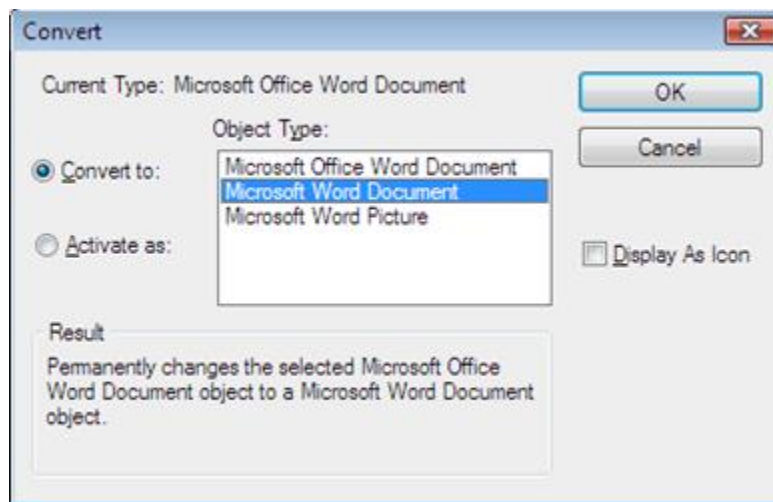 Convert
Current Type: Microsoft Office Word Document
OK
Object Type:
Cancel
Convert to:
Microsoft Office Word Document
Microsoft Word Document
Microsoft Word Picture
Activate as:
Display As Icon
Result
Permanently changes the selected Microsoft Office
Word Document object to a Microsoft Word Document
object.